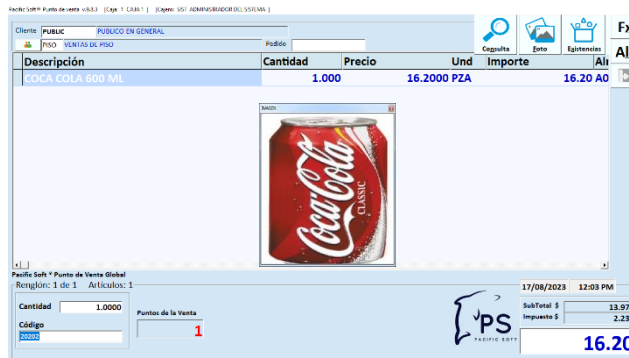 Pacific Soft® Punto de venta v.9.3.3 [Caja: 1 CAJA 1 ] [Cajero: SIST ADMINISTRADOR DEL SISTEMA ]
Cliente PUBLIC PUBLICO EN GENERAL
PISO VENTAS DE PISO Pedido
Consulta Foto Existencias
Descripción Cantidad Precio Und Importe
COCA COLA 600 ML 1.000 16.2000 PZA 16.20 A0
IMAGEN
Coca-Cola
CLASSIC
Pacific Soft ® Punto de Venta Global
Renglón: 1 de 1 Artículos: 1
17/08/2023 12:03 PM
Cantidad 1.0000
Puntos de la Venta
1
Código
20202
PS
PACIFIC SOFT
SubTotal $ 13.97
Impuesto $ 2.23
16.20